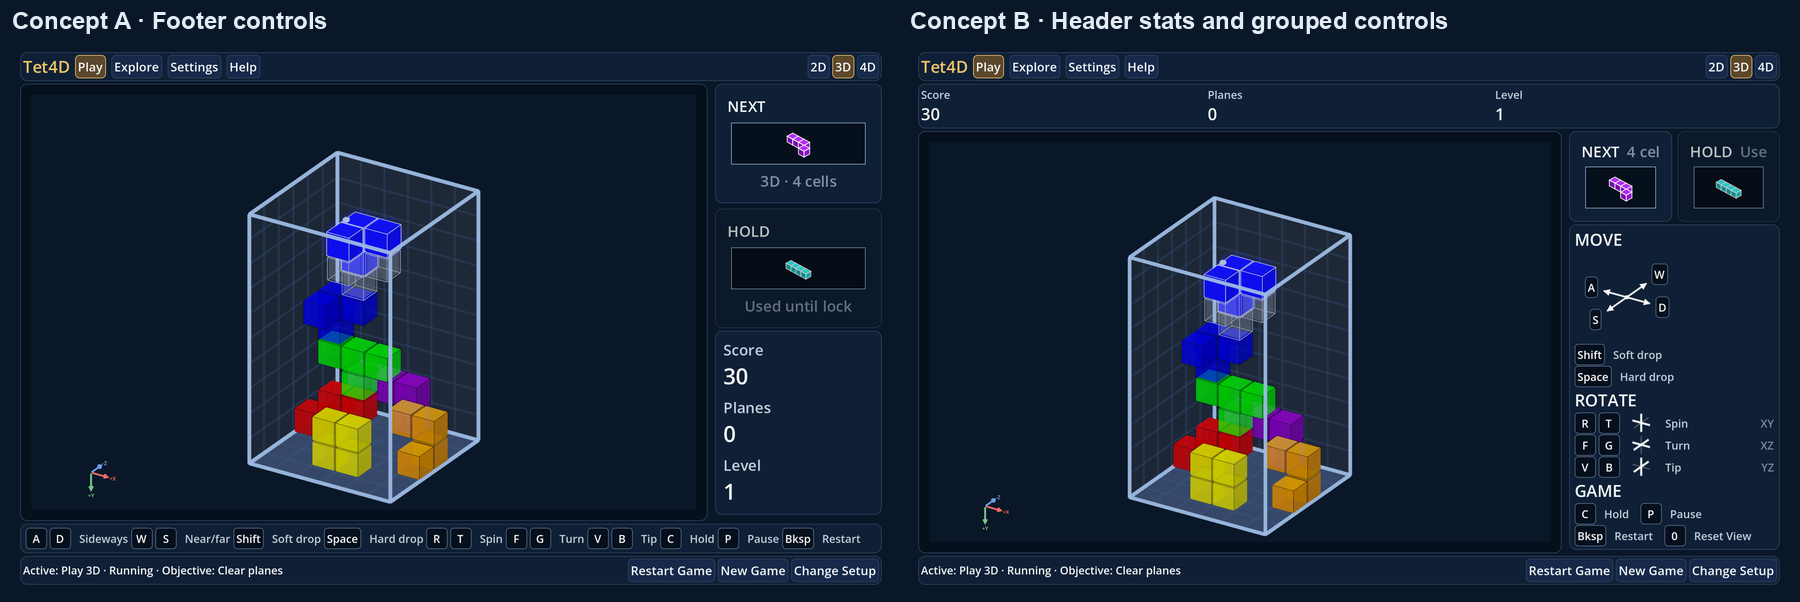 Concept A · Footer controls
Tet4D Play Explore Settings Help 2D 3D 4D
NEXT
3D · 4 cells
HOLD
Used until lock
Score
30
Planes
0
Level
1
-Z
+X
+Y
A D Sideways W S Near/far Shift Soft drop Space Hard drop R T Spin F G Turn V B Tip C Hold P Pause Bksp Restart
Active: Play 3D · Running · Objective: Clear planes Restart Game New Game Change Setup
Concept B · Header stats and grouped controls
Tet4D Play Explore Settings Help 2D 3D 4D
Score Planes Level
30 0 1
NEXT 4 cel
HOLD Use
MOVE
W
A
D
S
Shift Soft drop
Space Hard drop
ROTATE
R T Spin XY
F G Turn XZ
V B Tip YZ
GAME
C Hold P Pause
Bksp Restart 0 Reset View
-Z
+X
+Y
Active: Play 3D · Running · Objective: Clear planes Restart Game New Game Change Setup